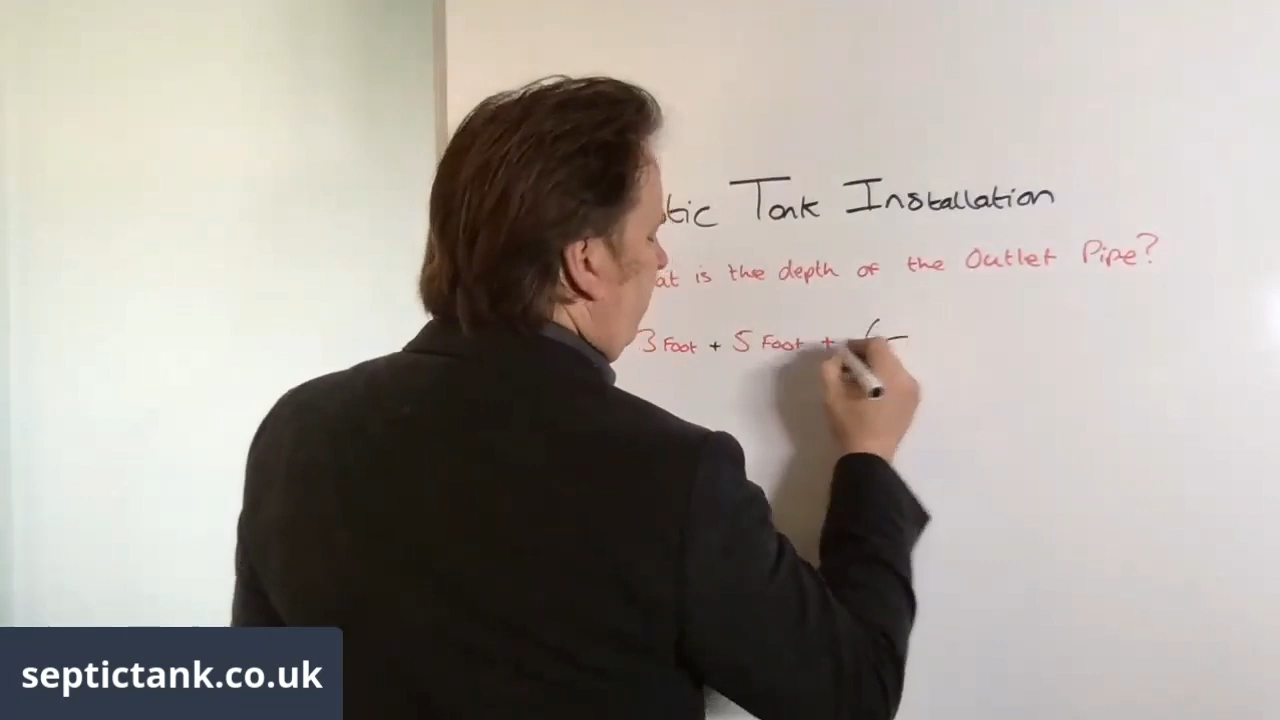 tic Tank Installation
at is the depth of the Outlet Pipe?
3 Foot + 5 Foot +
septictank.co.uk